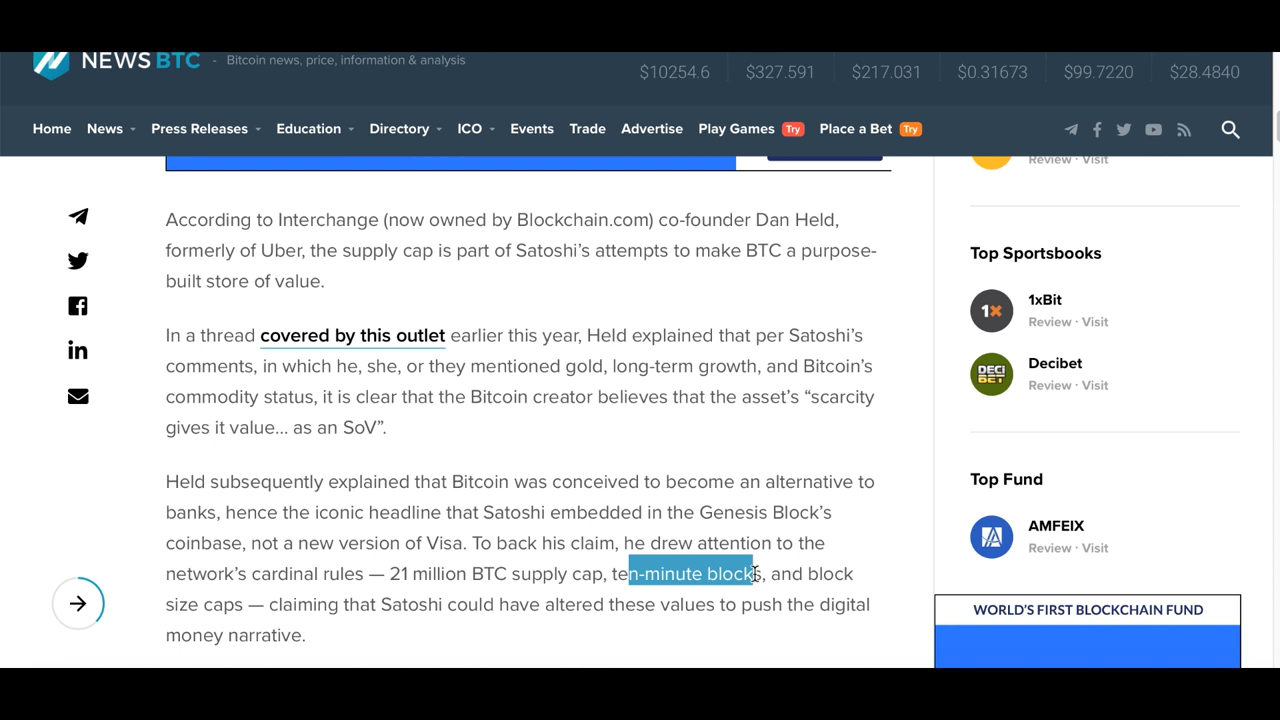 NEWS BTC - Bitcoin news, price, information & analysis
$10254.6 $327.591 $217.031 $0.31673 $99.7220 $28.4840
Home News Press Releases Education Directory ICO Events Trade Advertise Play Games Try Place a Bet Try
According to Interchange (now owned by Blockchain.com) co-founder Dan Held,
formerly of Uber, the supply cap is part of Satoshi’s attempts to make BTC a purpose-
built store of value.
In a thread covered by this outlet earlier this year, Held explained that per Satoshi’s
comments, in which he, she, or they mentioned gold, long-term growth, and Bitcoin’s
commodity status, it is clear that the Bitcoin creator believes that the asset’s “scarcity
gives it value… as an SoV”.
Held subsequently explained that Bitcoin was conceived to become an alternative to
banks, hence the iconic headline that Satoshi embedded in the Genesis Block’s
coinbase, not a new version of Visa. To back his claim, he drew attention to the
network’s cardinal rules — 21 million BTC supply cap, ten-minute blocks, and block
size caps — claiming that Satoshi could have altered these values to push the digital
money narrative.
Review · Visit
Top Sportsbooks
1X
1xBit
Review · Visit
DECI
BET
Decibet
Review · Visit
Top Fund
AMFEIX
Review · Visit
WORLD'S FIRST BLOCKCHAIN FUND